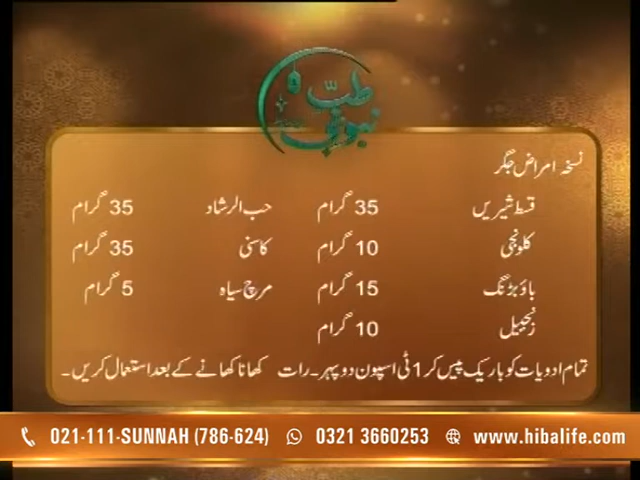 طبّ نبوی
نسخہ امراض جگر
قسط شیریں 35 گرام حب الرشاد 35 گرام
کلونجی 10 گرام کاسنی 35 گرام
باؤبڑنگ 15 گرام مرچ سیاہ 5 گرام
زنجبیل 10 گرام
تمام ادویات کو باریک پیس کر 1 ٹی اسپون دوپہر۔رات کھانا کھانے کے بعد استعمال کریں۔
021-111-SUNNAH (786-624) 0321 3660253 www.hibalife.com